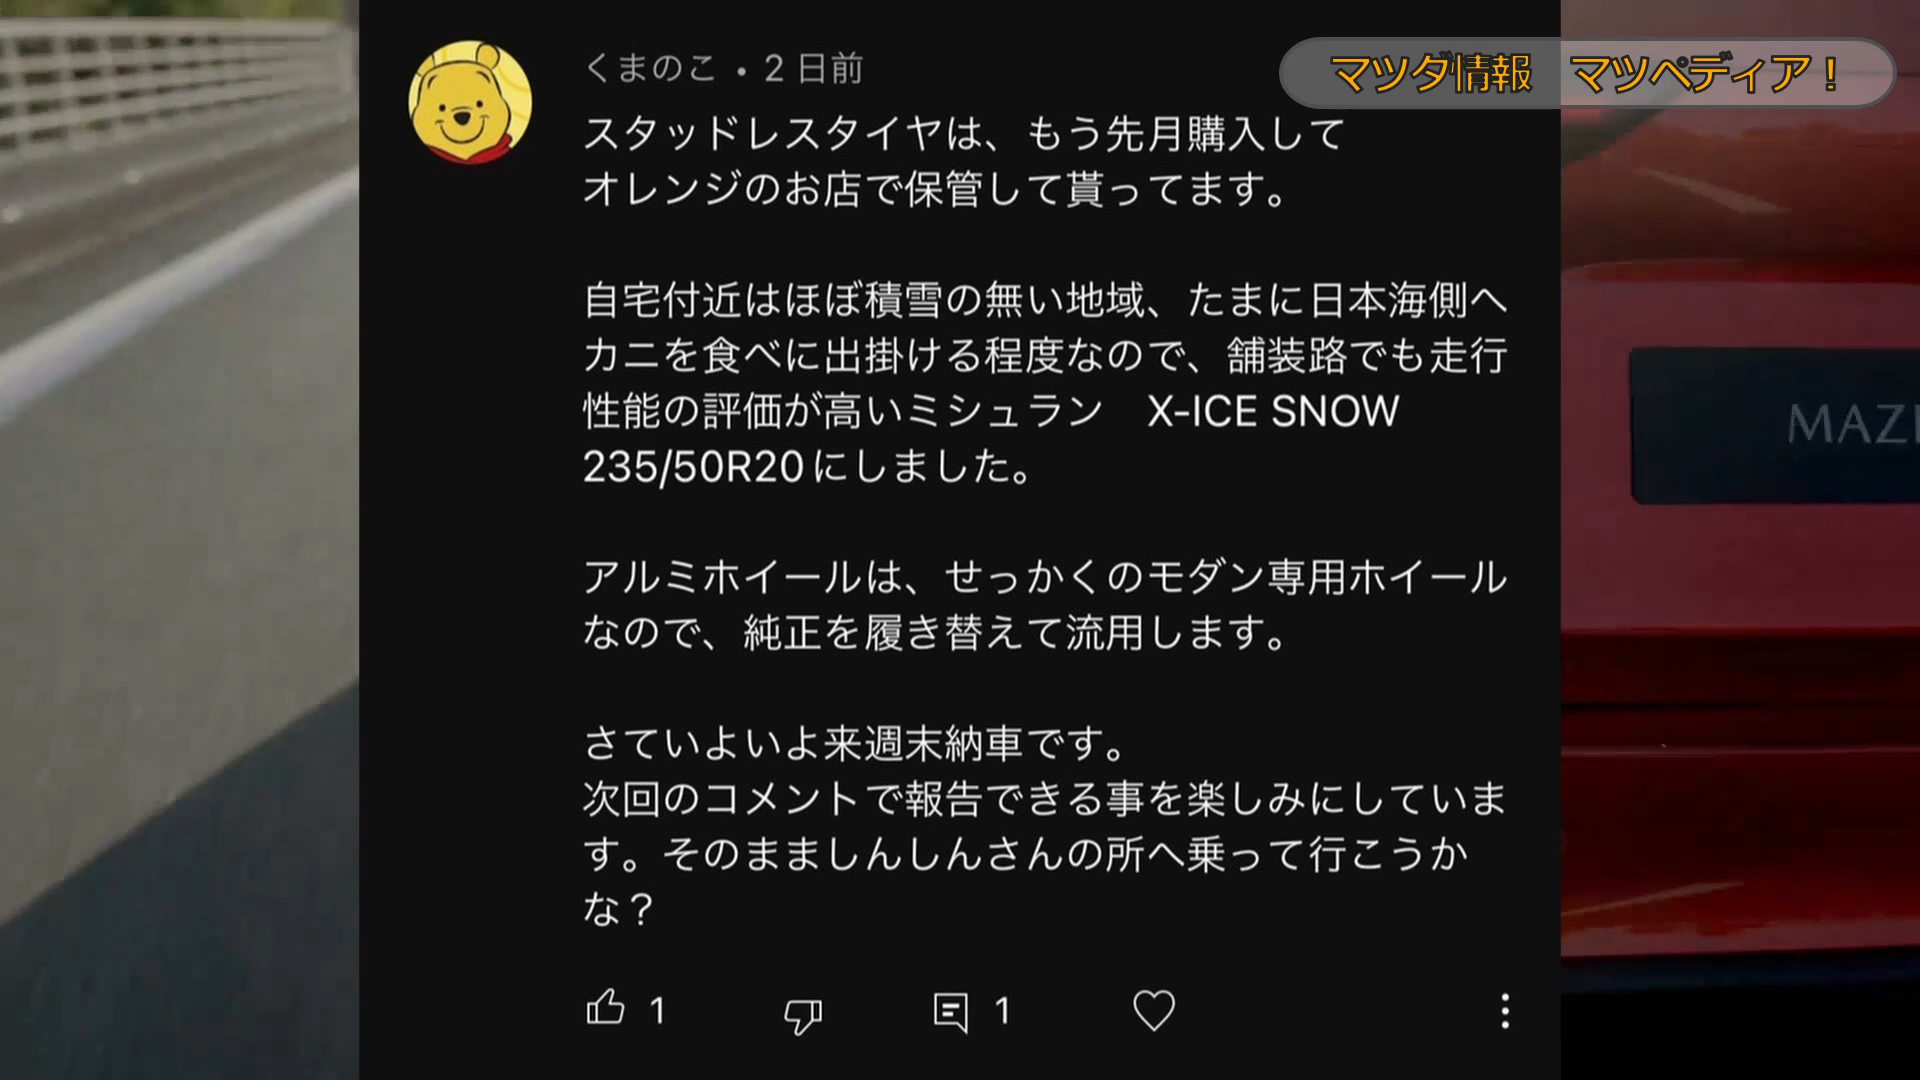 くまのこ・2日前
マツダ情報　マツペディア！
スタッドレスタイヤは、もう先月購入して
オレンジのお店で保管して貰ってます。
自宅付近はほぼ積雪の無い地域、たまに日本海側へ
カニを食べに出掛ける程度なので、舗装路でも走行
性能の評価が高いミシュラン　X-ICE SNOW
235/50R20にしました。
アルミホイールは、せっかくのモダン専用ホイール
なので、純正を履き替えて流用します。
さていよいよ来週末納車です。
次回のコメントで報告できる事を楽しみにしていま
す。そのまましんしんさんの所へ乗って行こうか
な？
1
1